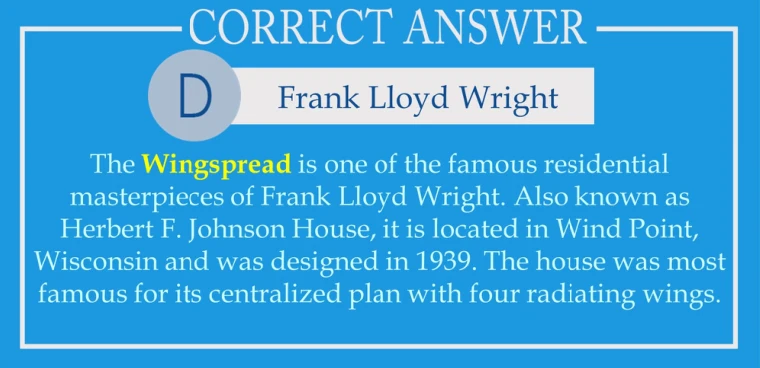 CORRECT ANSWER
D
Frank Lloyd Wright
The Wingspread is one of the famous residential
masterpieces of Frank Lloyd Wright. Also known as
Herbert F. Johnson House, it is located in Wind Point,
Wisconsin and was designed in 1939. The house was most
famous for its centralized plan with four radiating wings.